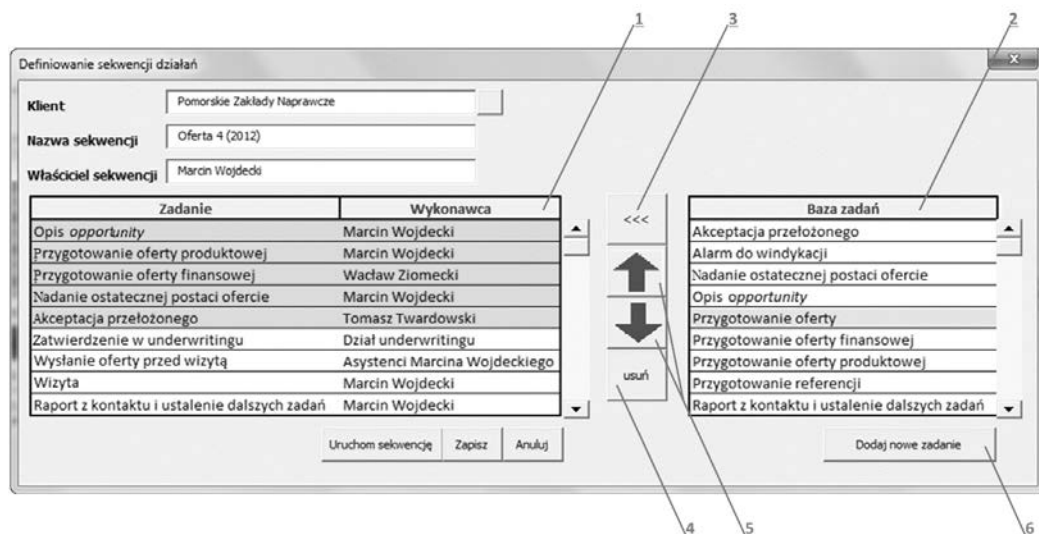 1 3 2
Definiowanie sekwencji działań x
Klient Pomorskie Zakłady Naprawcze
Nazwa sekwencji Oferta 4 (2012)
Właściciel sekwencji Marcin Wojdecki
Zadanie Wykonawca <<< Baza zadań
Opis opportunity Marcin Wojdecki Akceptacja przełożonego
Przygotowanie oferty produktowej Marcin Wojdecki Alarm do windykacji
Przygotowanie oferty finansowej Wacław Ziomecki Nadanie ostatecznej postaci ofercie
Nadanie ostatecznej postaci ofercie Marcin Wojdecki Opis opportunity
Akceptacja przełożonego Tomasz Twardowski Przygotowanie oferty
Zatwierdzenie w underwritingu Dział underwritingu Przygotowanie oferty finansowej
Wysłanie oferty przed wizytą Asystenci Marcina Wojdeckiego Przygotowanie oferty produktowej
Wizyta Marcin Wojdecki usuń Przygotowanie referencji
Raport z kontaktu i ustalenie dalszych zadań Marcin Wojdecki Raport z kontaktu i ustalenie dalszych zadań
Uruchom sekwencję Zapisz Anuluj Dodaj nowe zadanie
4 5 6